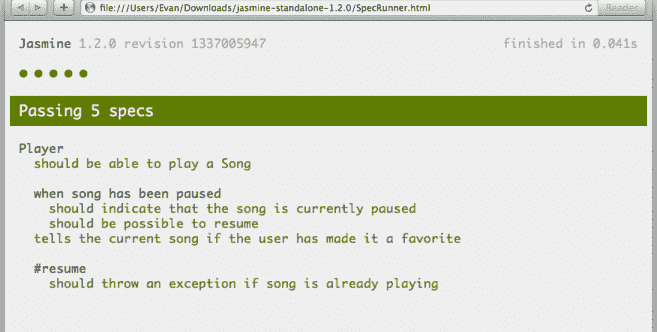 file:///Users/Evan/Downloads/jasmine-standalone-1.2.0/SpecRunner.html Reader
Jasmine 1.2.0 revision 1337005947 finished in 0.041s
Passing 5 specs
Player
should be able to play a Song
when song has been paused
should indicate that the song is currently paused
should be possible to resume
tells the current song if the user has made it a favorite
#resume
should throw an exception if song is already playing